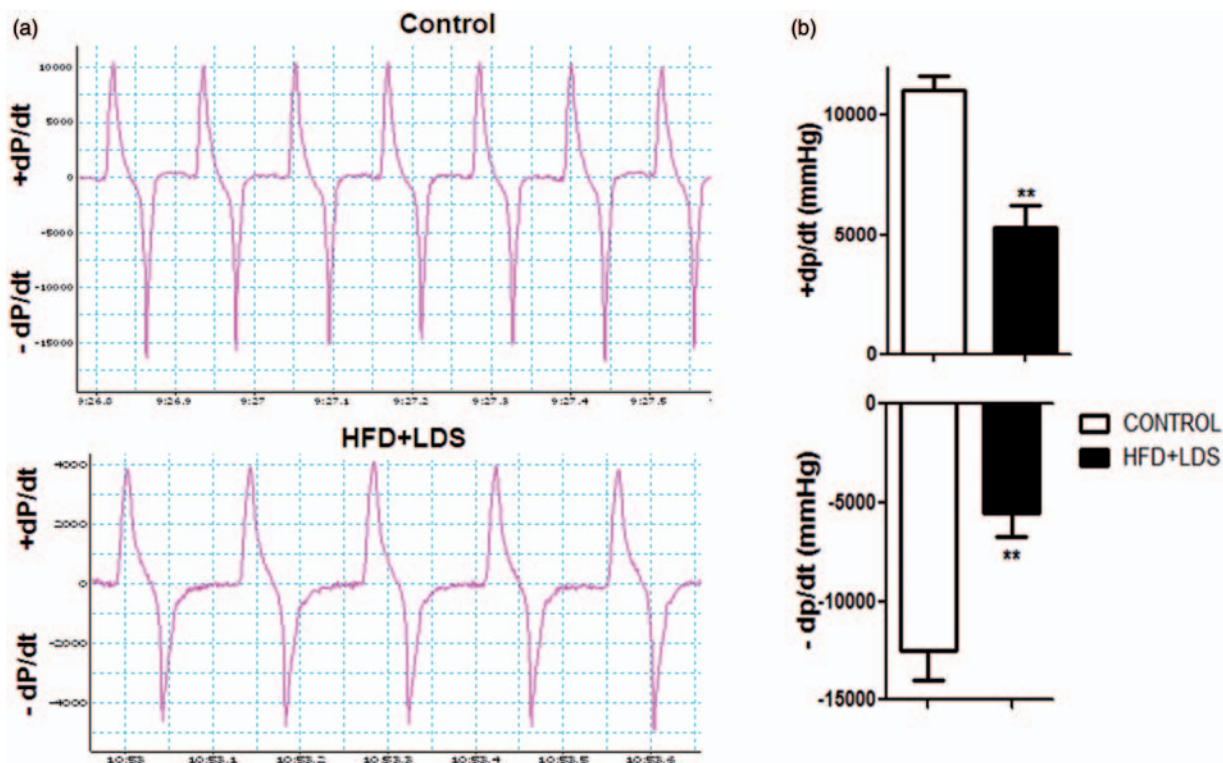 (a)
Control
+dP/dt
- dP/dt
10000
7500
5000
2500
0
-2500
-5000
-10000
-15000
9:26.8 9:26.9 9:27 9:27.1 9:27.2 9:27.3 9:27.4 9:27.5
HFD+LDS
+dP/dt
- dP/dt
4000
2000
0
-2000
-4000
10:53 10:53.1 10:53.2 10:53.3 10:53.4 10:53.5 10:53.6
(b)
+dp/dt (mmHg)
10000
5000
0
**
- dp/dt (mmHg)
0
-5000
-10000
-15000
**
CONTROL
HFD+LDS